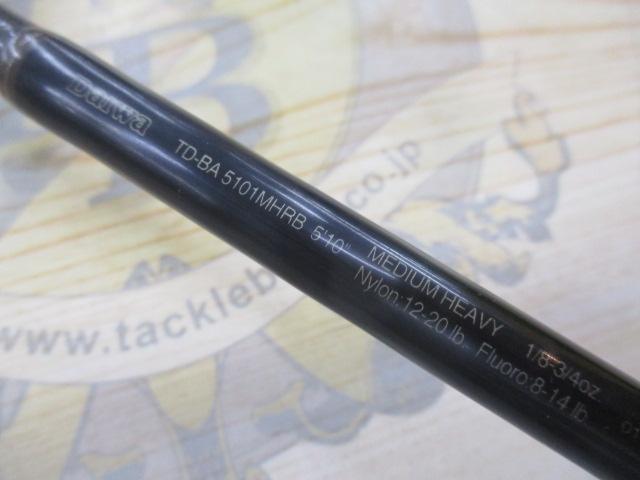 Daiwa
TD-BA 5101MHRB 5'10" MEDIUM HEAVY 1/8-3/4oz.
Nylon:12-20 lb. Fluoro:8-14 lb.
www.tackleb
co.jp